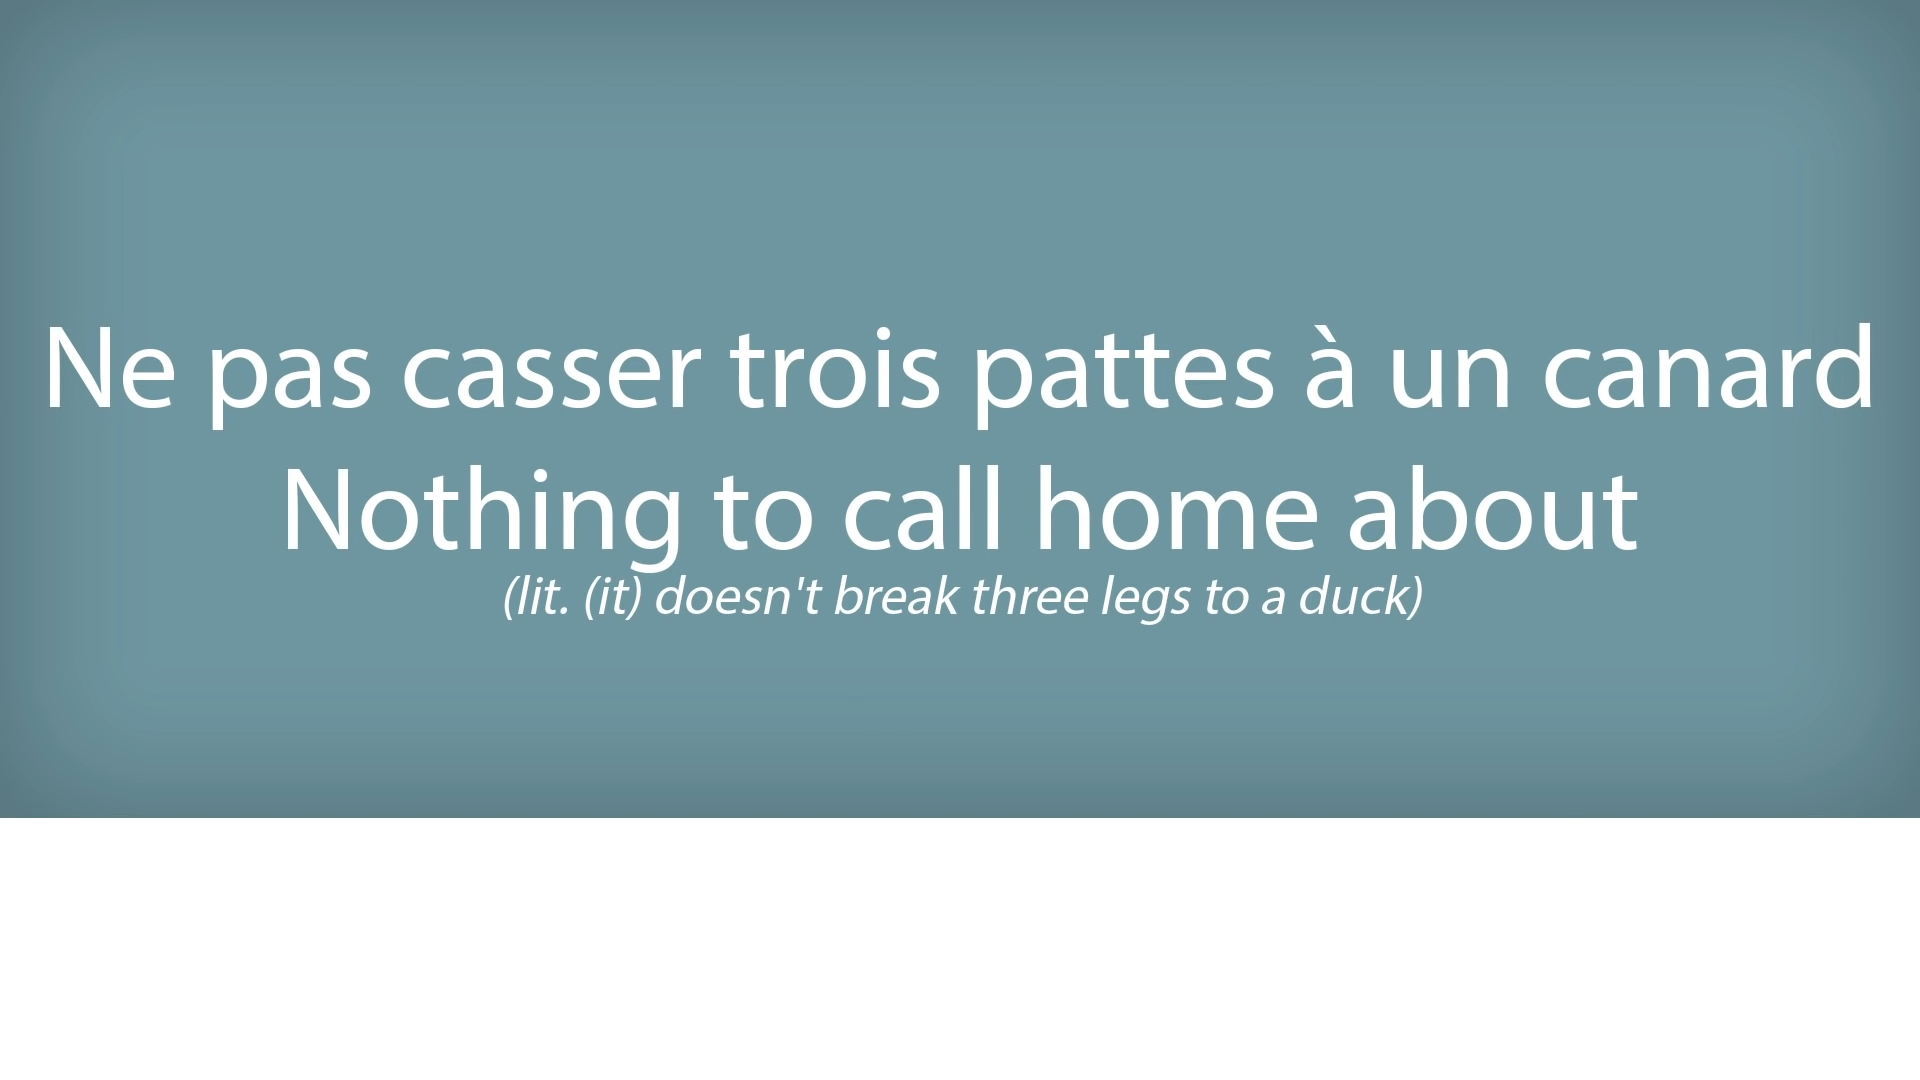 Ne pas casser trois pattes à un canard
Nothing to call home about
(lit. (it) doesn't break three legs to a duck)